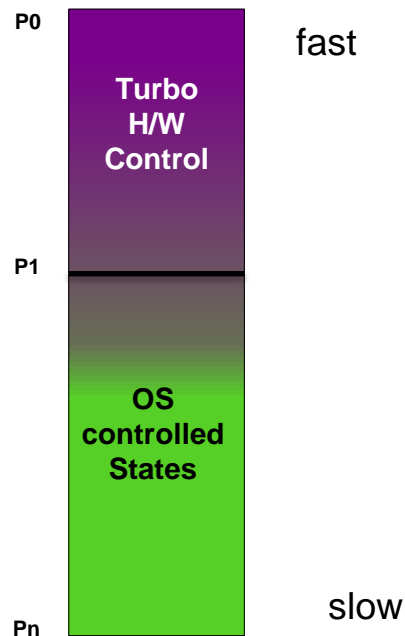 P0
fast
Turbo
H/W
Control
P1
OS
controlled
States
slow
Pn